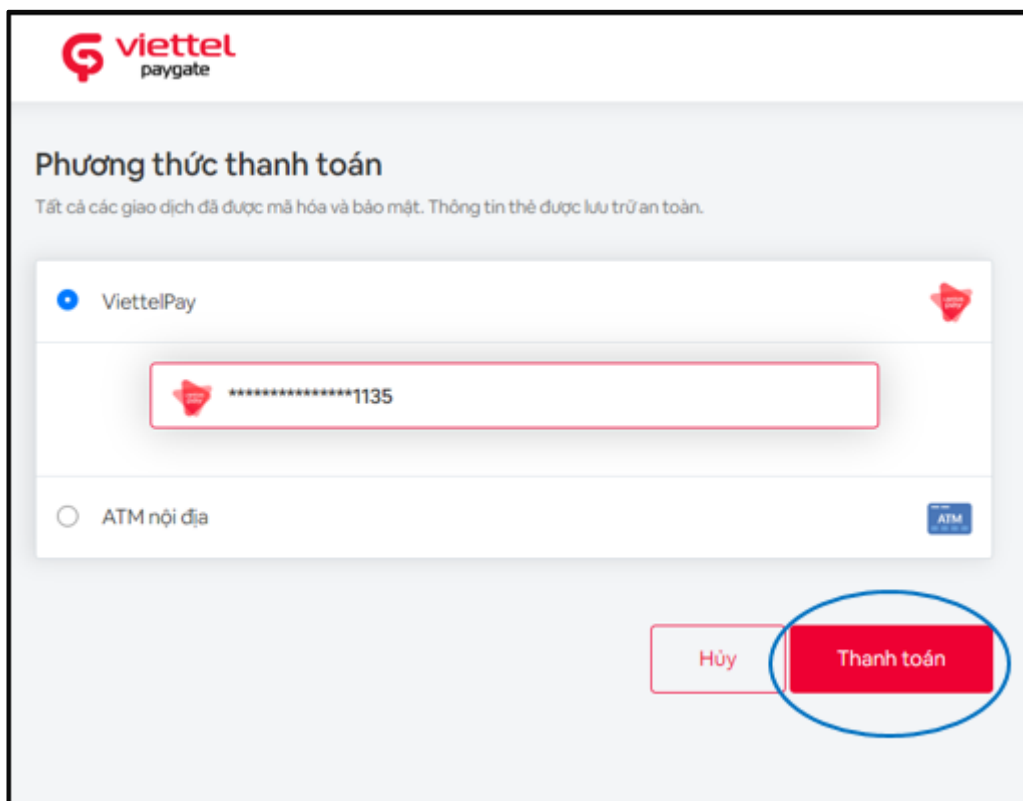 viettel
paygate
Phương thức thanh toán
Tất cả các giao dịch đã được mã hóa và bảo mật. Thông tin thẻ được lưu trữ an toàn.
ViettelPay
***************1135
ATM nội địa
ATM
Hủy
Thanh toán